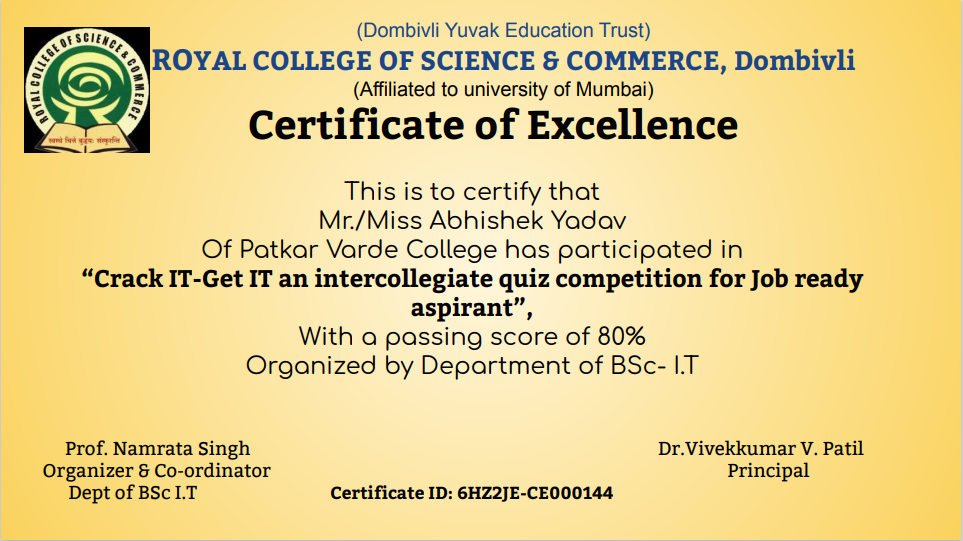 (Dombivli Yuvak Education Trust)
ROYAL COLLEGE OF SCIENCE & COMMERCE, Dombivli
(Affiliated to university of Mumbai)
Certificate of Excellence
ROYAL COLLEGE OF SCIENCE & COMMERCE
स्वस्थे चित्ते बुद्धयः संस्फुरन्ति
This is to certify that
Mr./Miss Abhishek Yadav
Of Patkar Varde College has participated in
“Crack IT-Get IT an intercollegiate quiz competition for Job ready
aspirant”,
With a passing score of 80%
Organized by Department of BSc- I.T
Prof. Namrata Singh
Organizer & Co-ordinator
Dept of BSc I.T
Dr.Vivekkumar V. Patil
Principal
Certificate ID: 6HZ2JE-CE000144